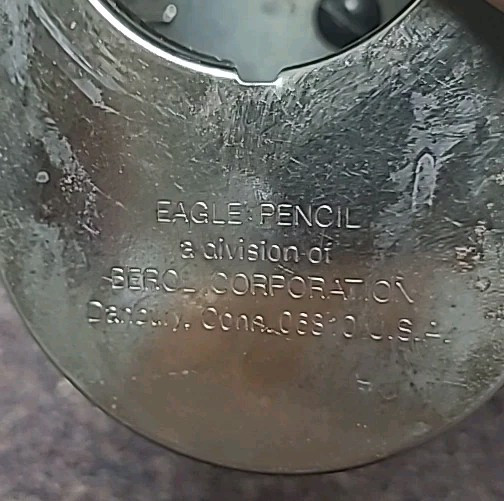 EAGLE PENCIL
a division of
BEROL CORPORATION
Danbury, Conn. 06810 U.S.A.